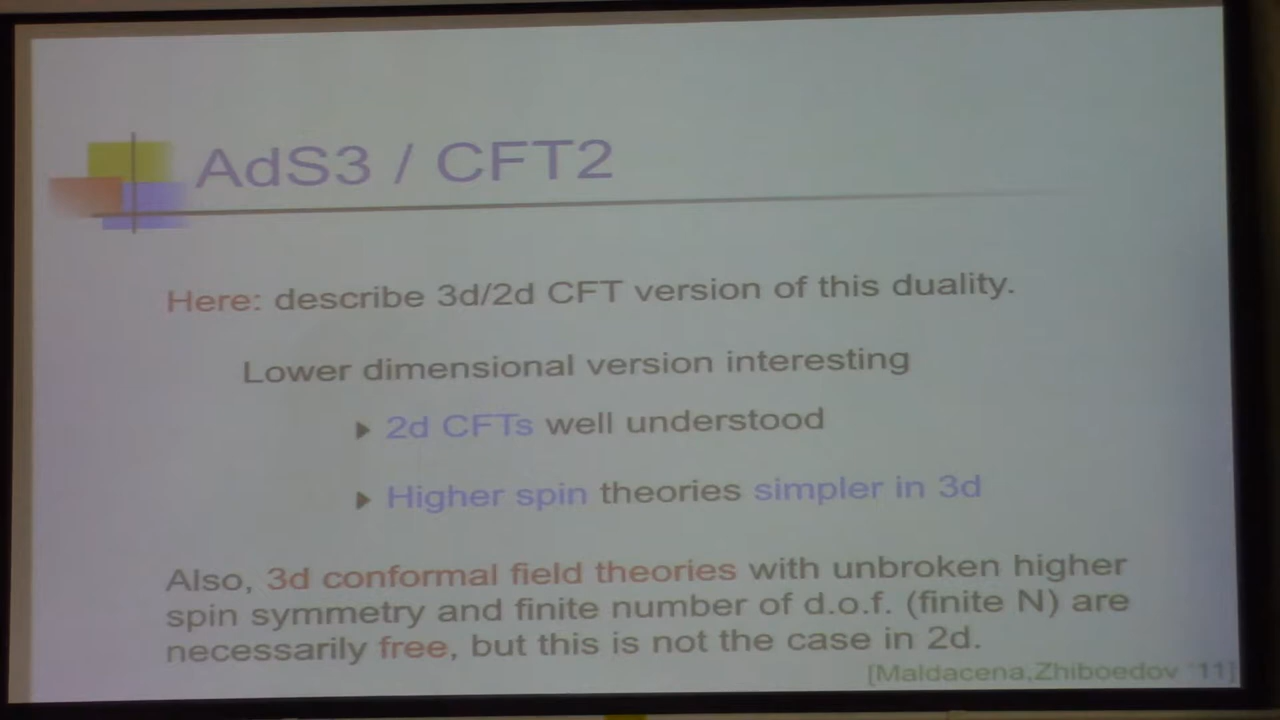 AdS3 / CFT2
Here: describe 3d/2d CFT version of this duality.
Lower dimensional version interesting
2d CFTs well understood
Higher spin theories simpler in 3d
Also, 3d conformal field theories with unbroken higher
spin symmetry and finite number of d.o.f. (finite N) are
necessarily free, but this is not the case in 2d.
[Maldacena,Zhiboedov '11]